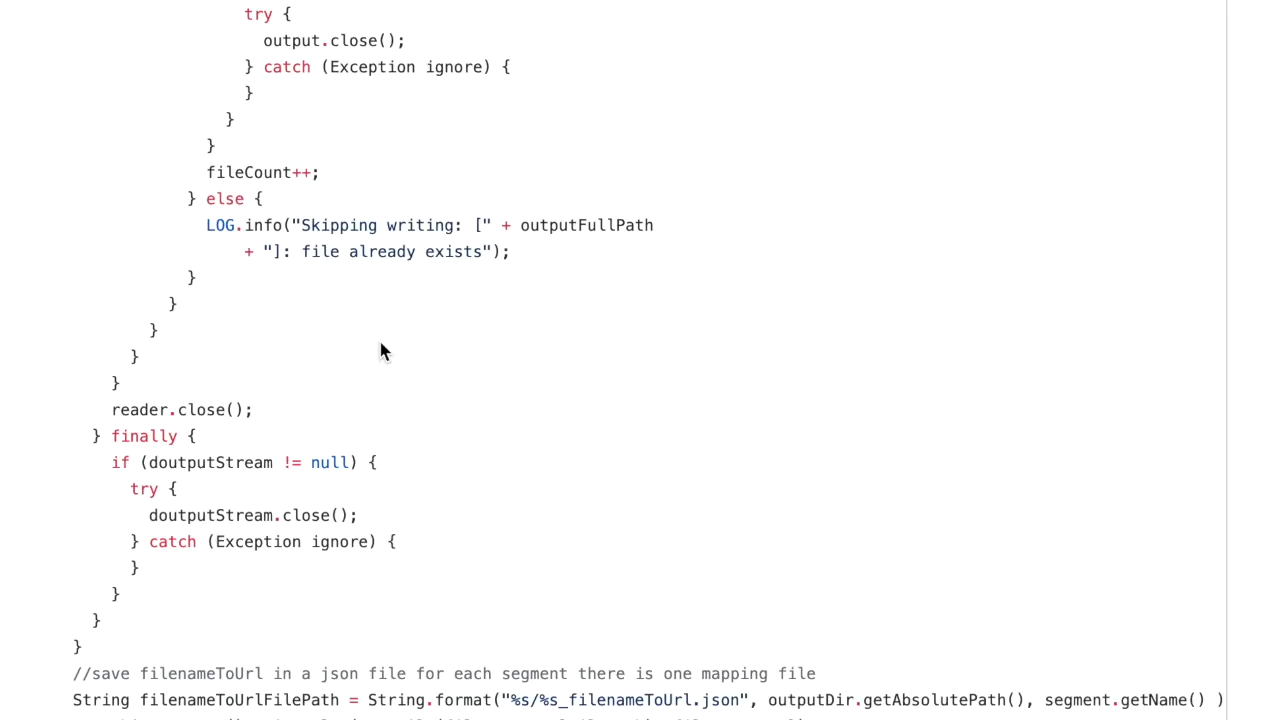 try {
output.close();
} catch (Exception ignore) {
}
}
}
fileCount++;
} else {
LOG.info("Skipping writing: [" + outputFullPath
+ "]: file already exists");
}
}
}
}
}
reader.close();
} finally {
if (doutputStream != null) {
try {
doutputStream.close();
} catch (Exception ignore) {
}
}
}
}
//save filenameToUrl in a json file for each segment there is one mapping file
String filenameToUrlFilePath = String.format("%s/%s_filenameToUrl.json", outputDir.getAbsolutePath(), segment.getName() )